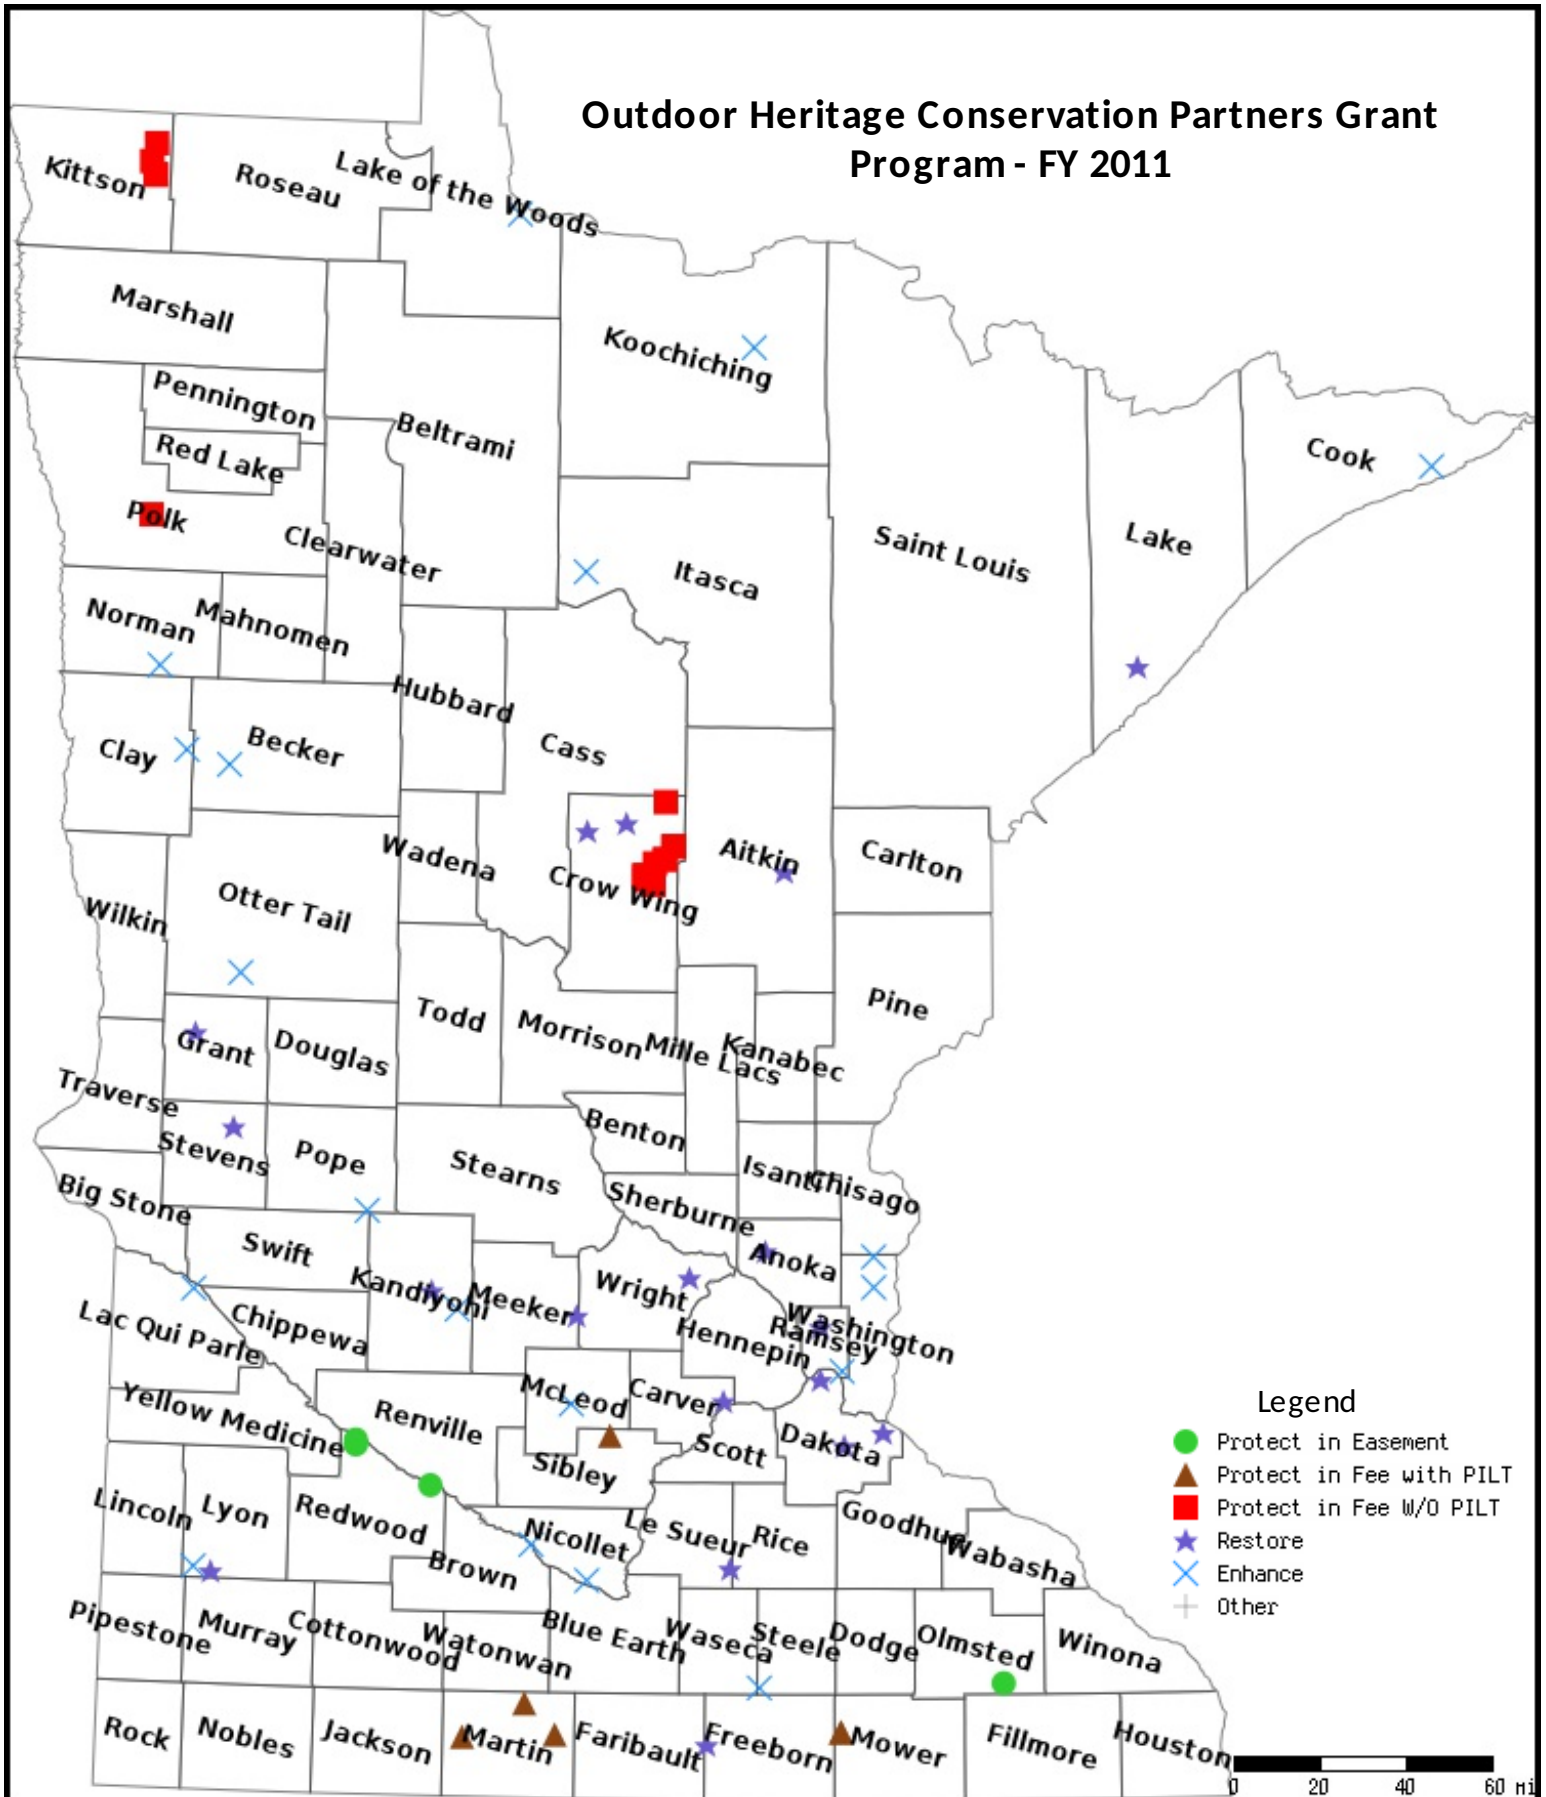 Outdoor Heritage Conservation Partners Grant
Program - FY 2011
Kittson
Roseau
Lake of the Woods
Marshall
Koochiching
Pennington
Beltrami
Red Lake
Cook
Polk
Clearwater
Saint Louis
Lake
Itasca
Norman
Mahnomen
Hubbard
Cass
Clay
Becker
Wadena
Aitkin
Carlton
Crow Wing
Otter Tail
Wilkin
Pine
Todd
Morrison
Mille Lacs
Kanabec
Grant
Douglas
Traverse
Benton
Stevens
Pope
Stearns
Isanti
Chisago
Big Stone
Sherburne
Swift
Anoka
Kandiyohi
Meeker
Wright
Washington
Ramsey
Lac Qui Parle
Chippewa
Hennepin
McLeod
Carver
Yellow Medicine
Renville
Scott
Dakota
Sibley
Lincoln
Lyon
Redwood
Nicollet
Le Sueur
Rice
Goodhue
Wabasha
Brown
Pipestone
Murray
Cottonwood
Watonwan
Blue Earth
Waseca
Steele
Dodge
Olmsted
Winona
Rock
Nobles
Jackson
Martin
Faribault
Freeborn
Mower
Fillmore
Houston
Legend
Protect in Easement
Protect in Fee with PILT
Protect in Fee W/O PILT
Restore
Enhance
Other
0 20 40 60 mi